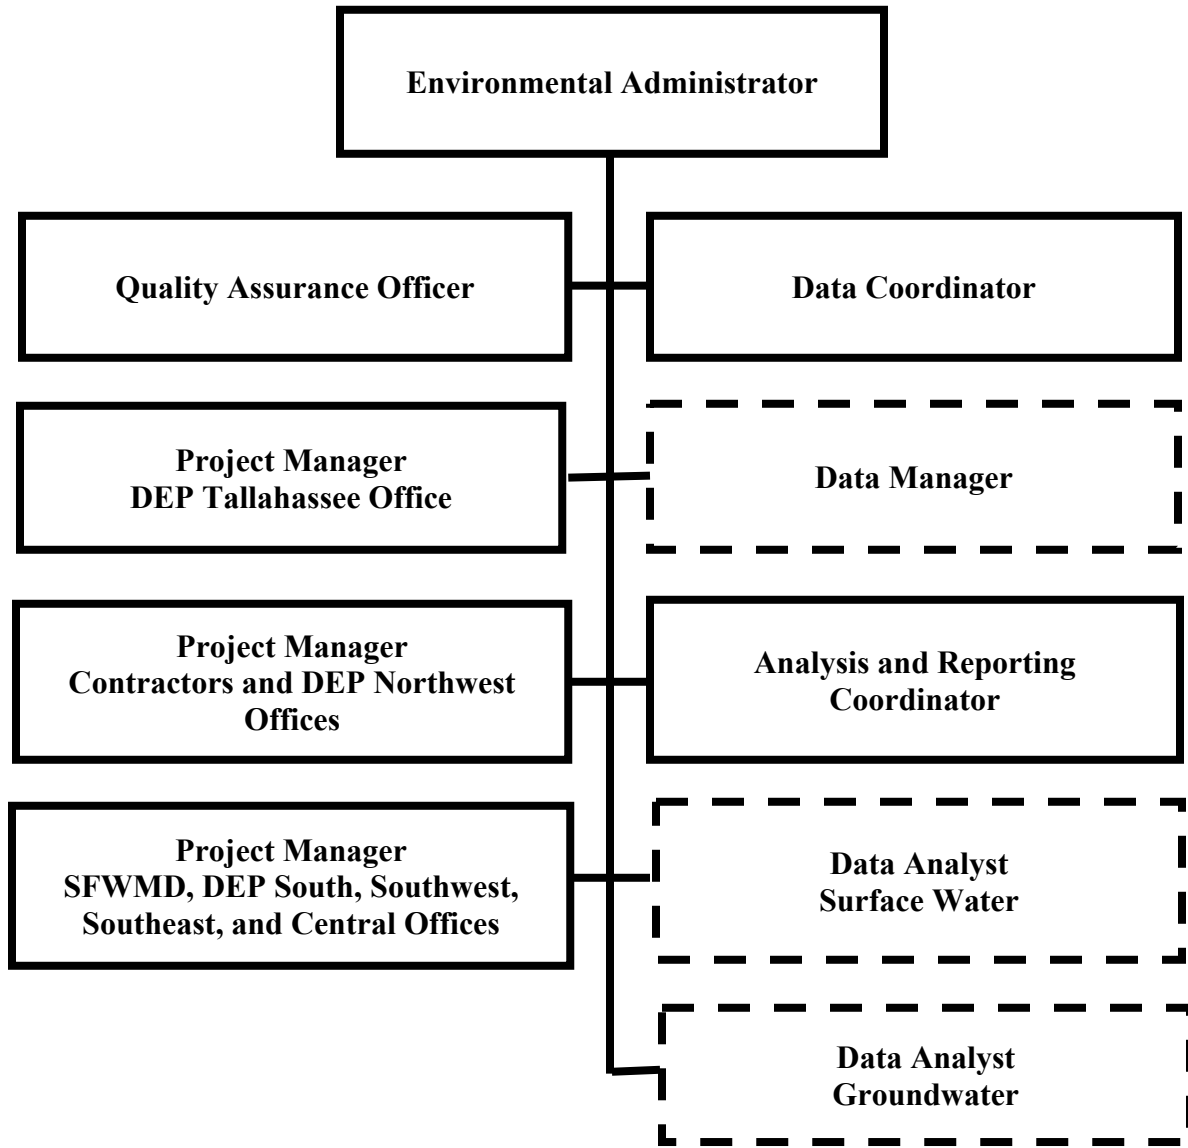 Environmental Administrator
Quality Assurance Officer
Data Coordinator
Project Manager
DEP Tallahassee Office
Data Manager
Project Manager
Contractors and DEP Northwest
Offices
Analysis and Reporting
Coordinator
Project Manager
SFWMD, DEP South, Southwest,
Southeast, and Central Offices
Data Analyst
Surface Water
Data Analyst
Groundwater